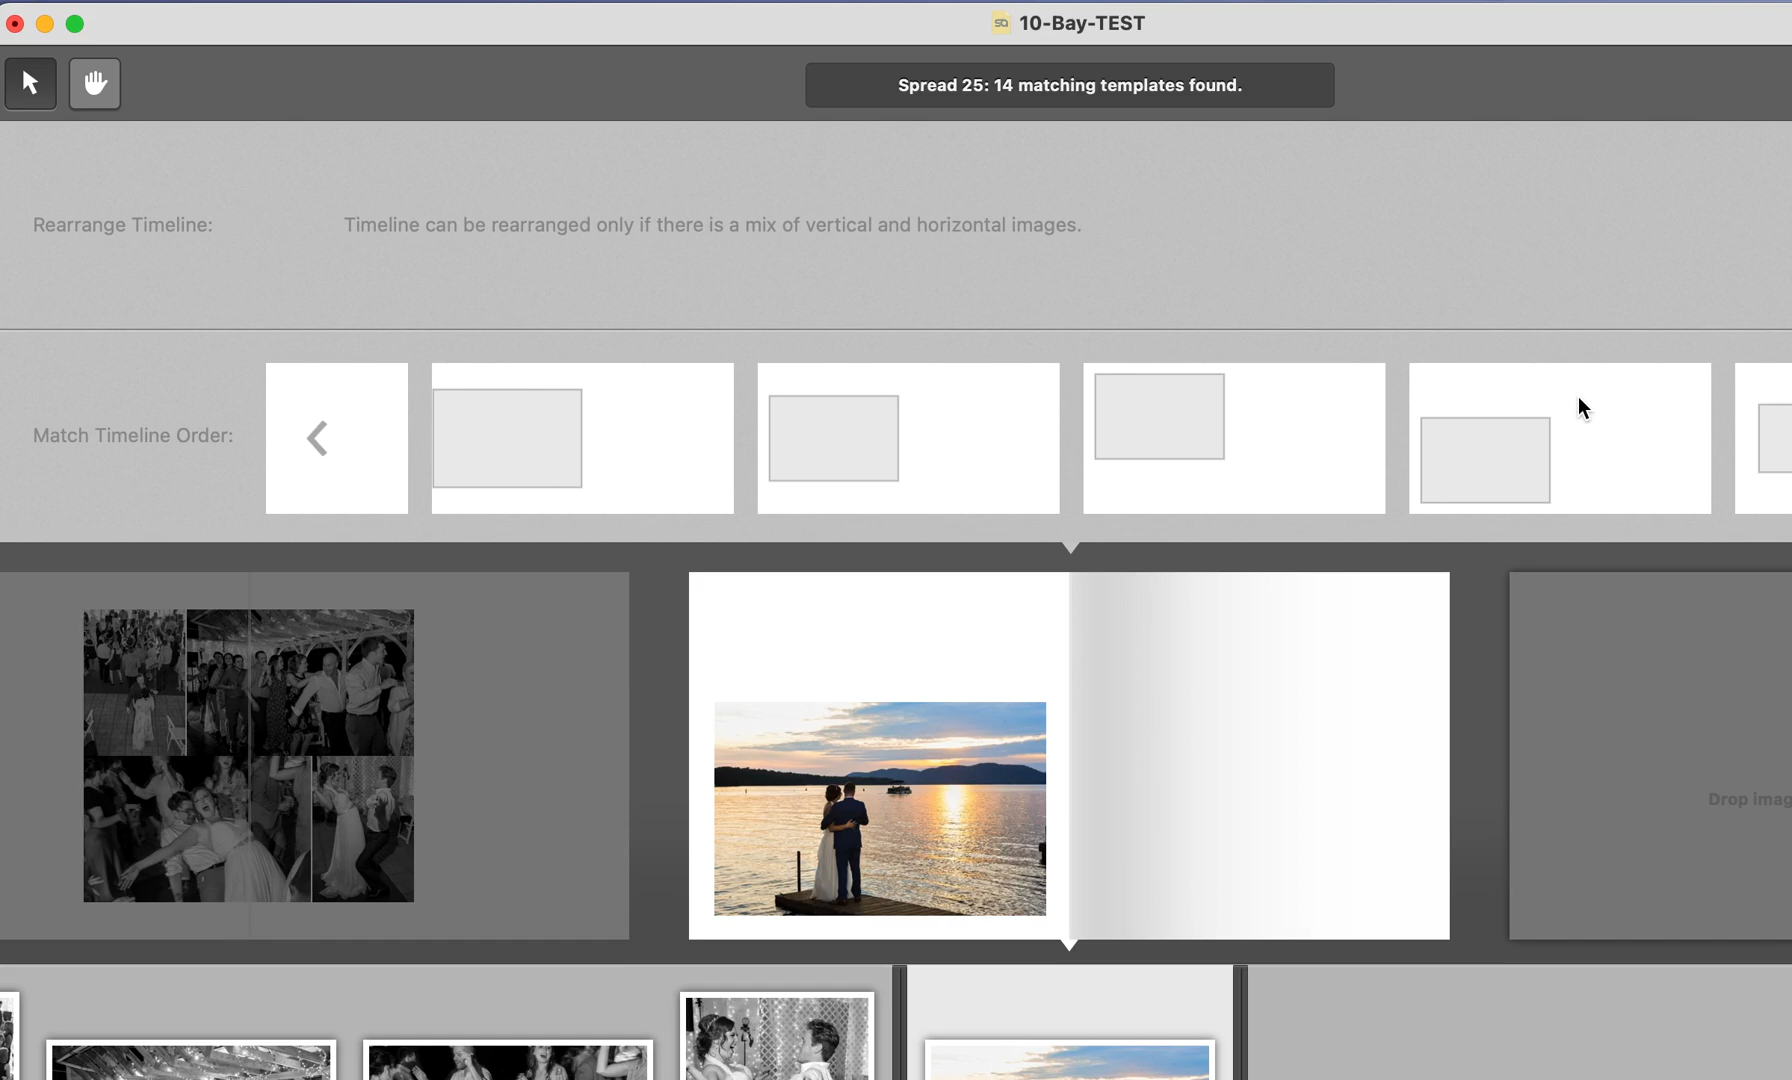 10-Bay-TEST
Spread 25: 14 matching templates found.
Rearrange Timeline:
Timeline can be rearranged only if there is a mix of vertical and horizontal images.
Match Timeline Order:
Drop